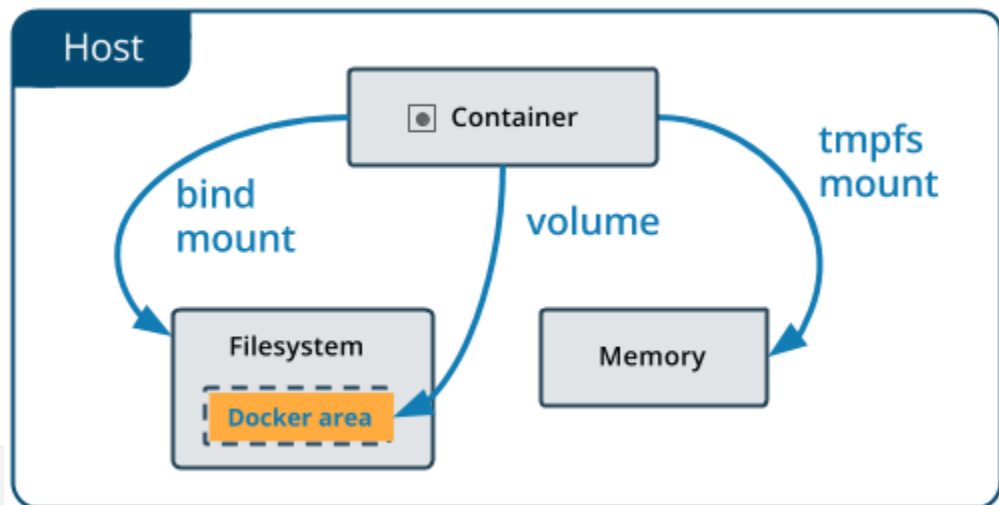 Host
Container
tmpfs
mount
bind
mount
volume
Filesystem
Memory
Docker area